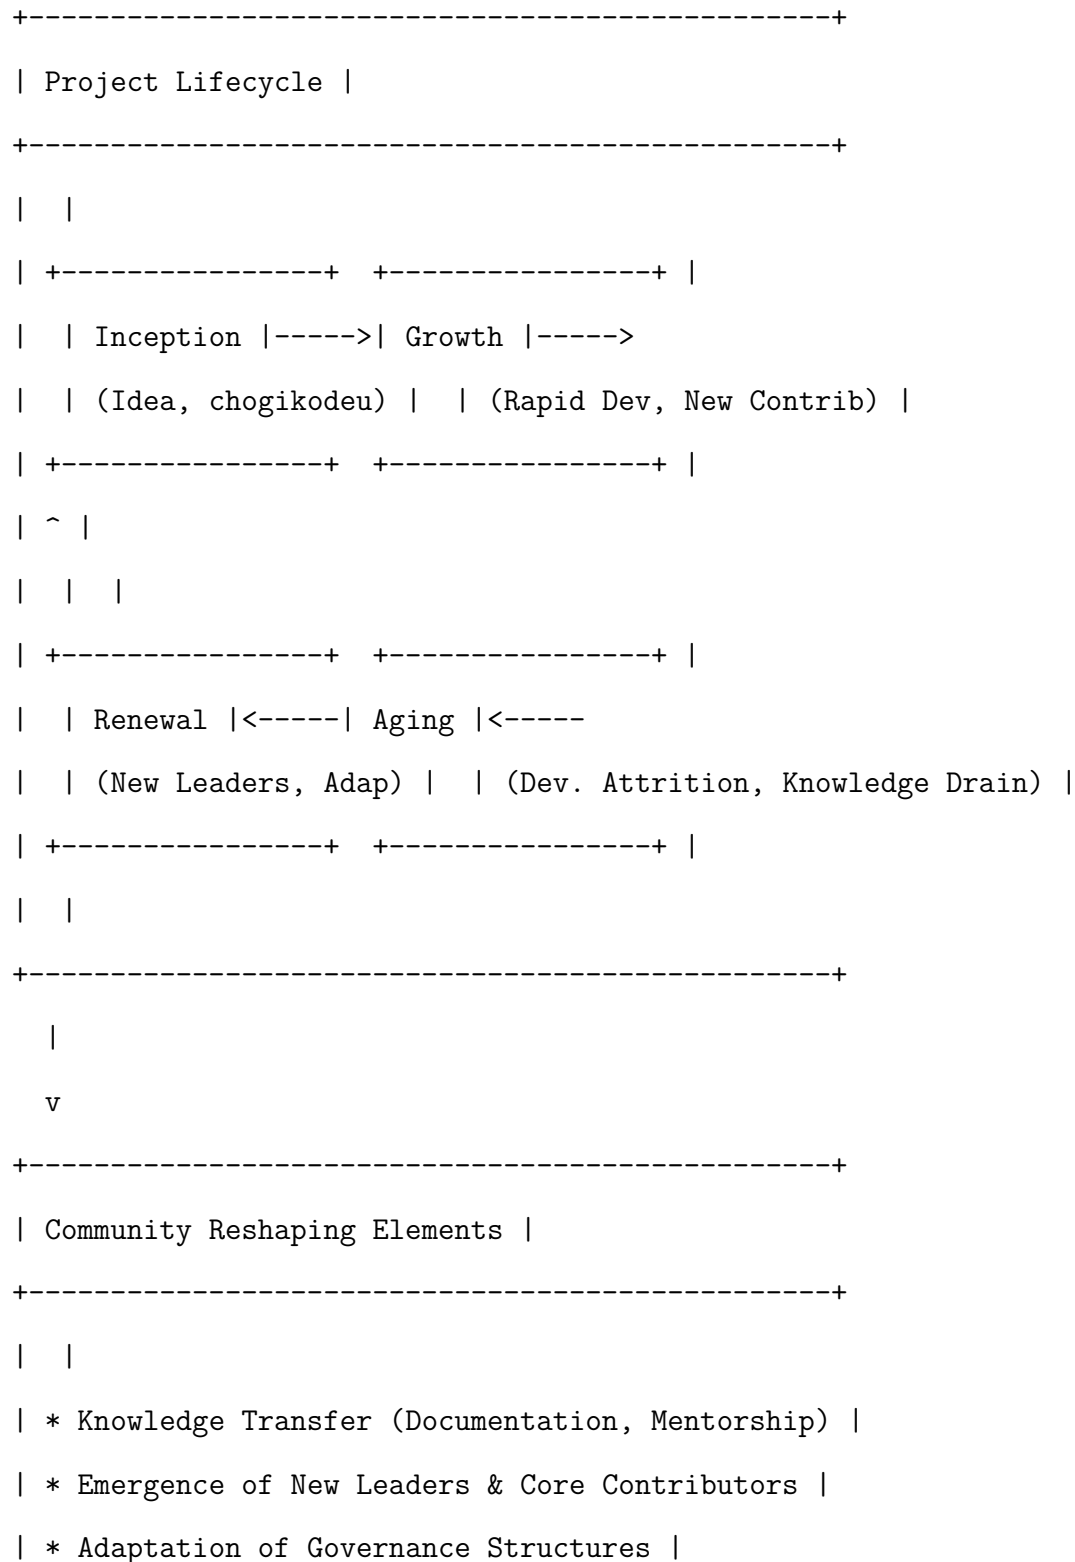 +-------------------------------------------------+
| Project Lifecycle |
+-------------------------------------------------+
|  |
| +----------------+  +----------------+ |
|  | Inception |----->| Growth |----->
|  | (Idea, chogikodeu) |  | (Rapid Dev, New Contrib) |
| +----------------+  +----------------+ |
| ^ |
|  |  |
| +----------------+  +----------------+ |
|  | Renewal |<-----| Aging |<-----
|  | (New Leaders, Adap) |  | (Dev. Attrition, Knowledge Drain) |
| +----------------+  +----------------+ |
|  |
+-------------------------------------------------+
  |
  v
+-------------------------------------------------+
| Community Reshaping Elements |
+-------------------------------------------------+
|  |
| * Knowledge Transfer (Documentation, Mentorship) |
| * Emergence of New Leaders & Core Contributors |
| * Adaptation of Governance Structures |